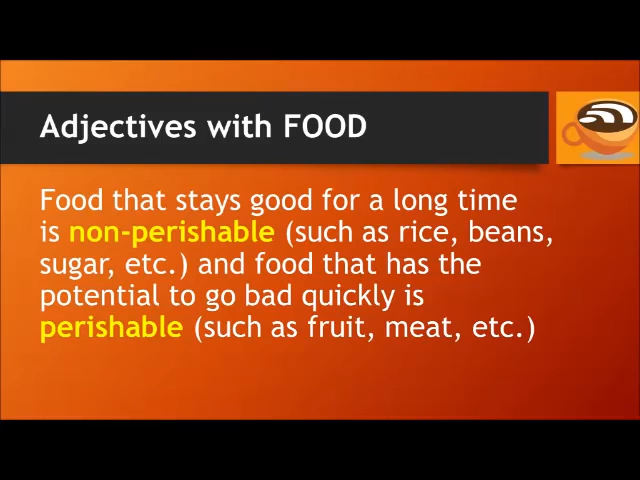 Adjectives with FOOD
Food that stays good for a long time
is non-perishable (such as rice, beans,
sugar, etc.) and food that has the
potential to go bad quickly is
perishable (such as fruit, meat, etc.)